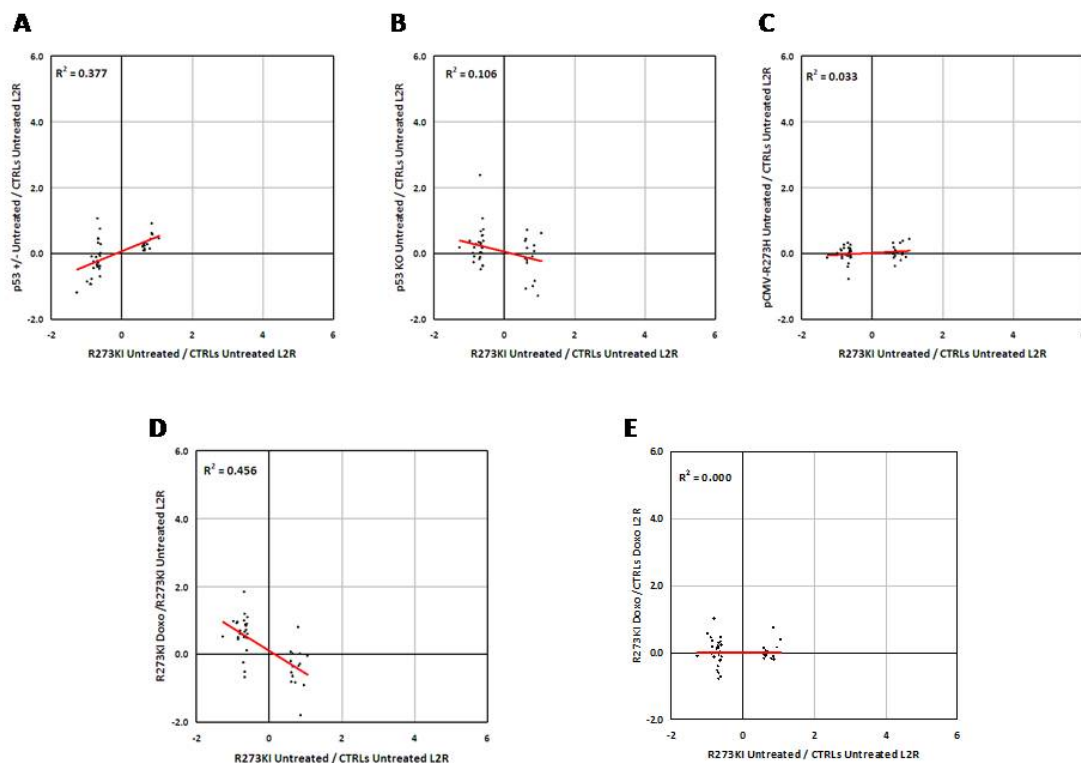 A
R² = 0.377
6.0
4.0
2.0
0.0
-2.0
-2 0 2 4 6
p53 +/- Untreated / CTRLs Untreated L2R
R273KI Untreated / CTRLs Untreated L2R
B
R² = 0.106
6.0
4.0
2.0
0.0
-2.0
-2 0 2 4 6
p53 KO Untreated / CTRLs Untreated L2R
R273KI Untreated / CTRLs Untreated L2R
C
R² = 0.033
6.0
4.0
2.0
0.0
-2.0
-2 0 2 4 6
pCMV-R273H Untreated / CTRLs Untreated L2R
R273KI Untreated / CTRLs Untreated L2R
D
R² = 0.456
6.0
4.0
2.0
0.0
-2.0
-2 0 2 4 6
R273KI Doxo /R273KI Untreated L2R
R273KI Untreated / CTRLs Untreated L2R
E
R² = 0.000
6.0
4.0
2.0
0.0
-2.0
-2 0 2 4 6
R273KI Doxo /CTRLs Doxo L2R
R273KI Untreated / CTRLs Untreated L2R